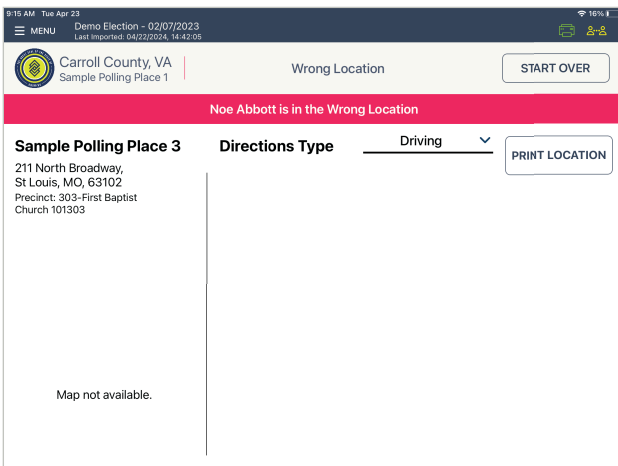 9:15 AM Tue Apr 23
16%
MENU
Demo Election - 02/07/2023
Last Imported: 04/22/2024, 14:42:05
Carroll County, VA
Sample Polling Place 1
Wrong Location
START OVER
Noe Abbott is in the Wrong Location
Sample Polling Place 3
211 North Broadway,
St Louis, MO, 63102
Precinct: 303-First Baptist
Church 101303
Directions Type
Driving
PRINT LOCATION
Map not available.